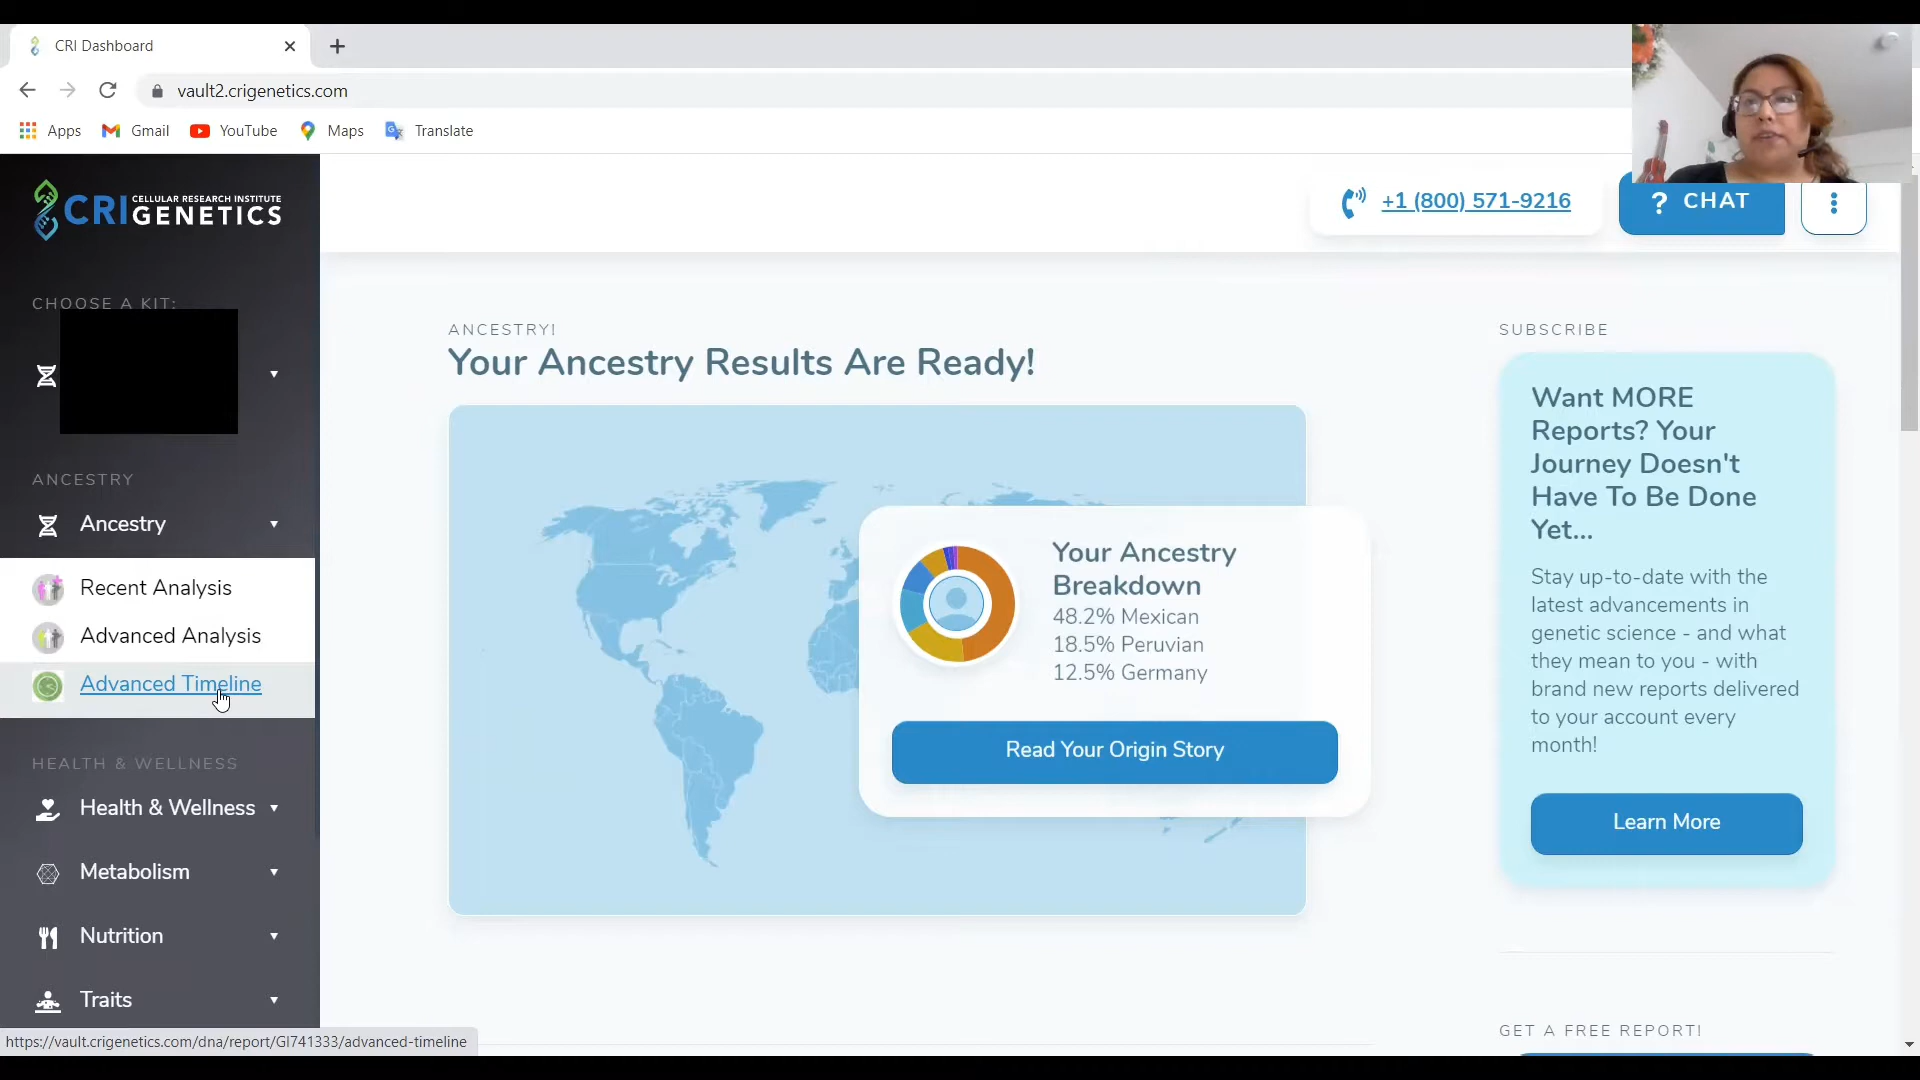 CRI Dashboard
vault2.crigenetics.com
Apps
Gmail
YouTube
Maps
Translate
CRI CELLULAR RESEARCH INSTITUTE
GENETICS
CHOOSE A KIT:
ANCESTRY
Ancestry
Recent Analysis
Advanced Analysis
Advanced Timeline
HEALTH & WELLNESS
Health & Wellness
Metabolism
Nutrition
Traits
https://vault.crigenetics.com/dna/report/GI741333/advanced-timeline
+1 (800) 571-9216
? CHAT
ANCESTRY!
Your Ancestry Results Are Ready!
Your Ancestry
Breakdown
48.2% Mexican
18.5% Peruvian
12.5% Germany
Read Your Origin Story
SUBSCRIBE
Want MORE
Reports? Your
Journey Doesn't
Have To Be Done
Yet...
Stay up-to-date with the
latest advancements in
genetic science - and what
they mean to you - with
brand new reports delivered
to your account every
month!
Learn More
GET A FREE REPORT!